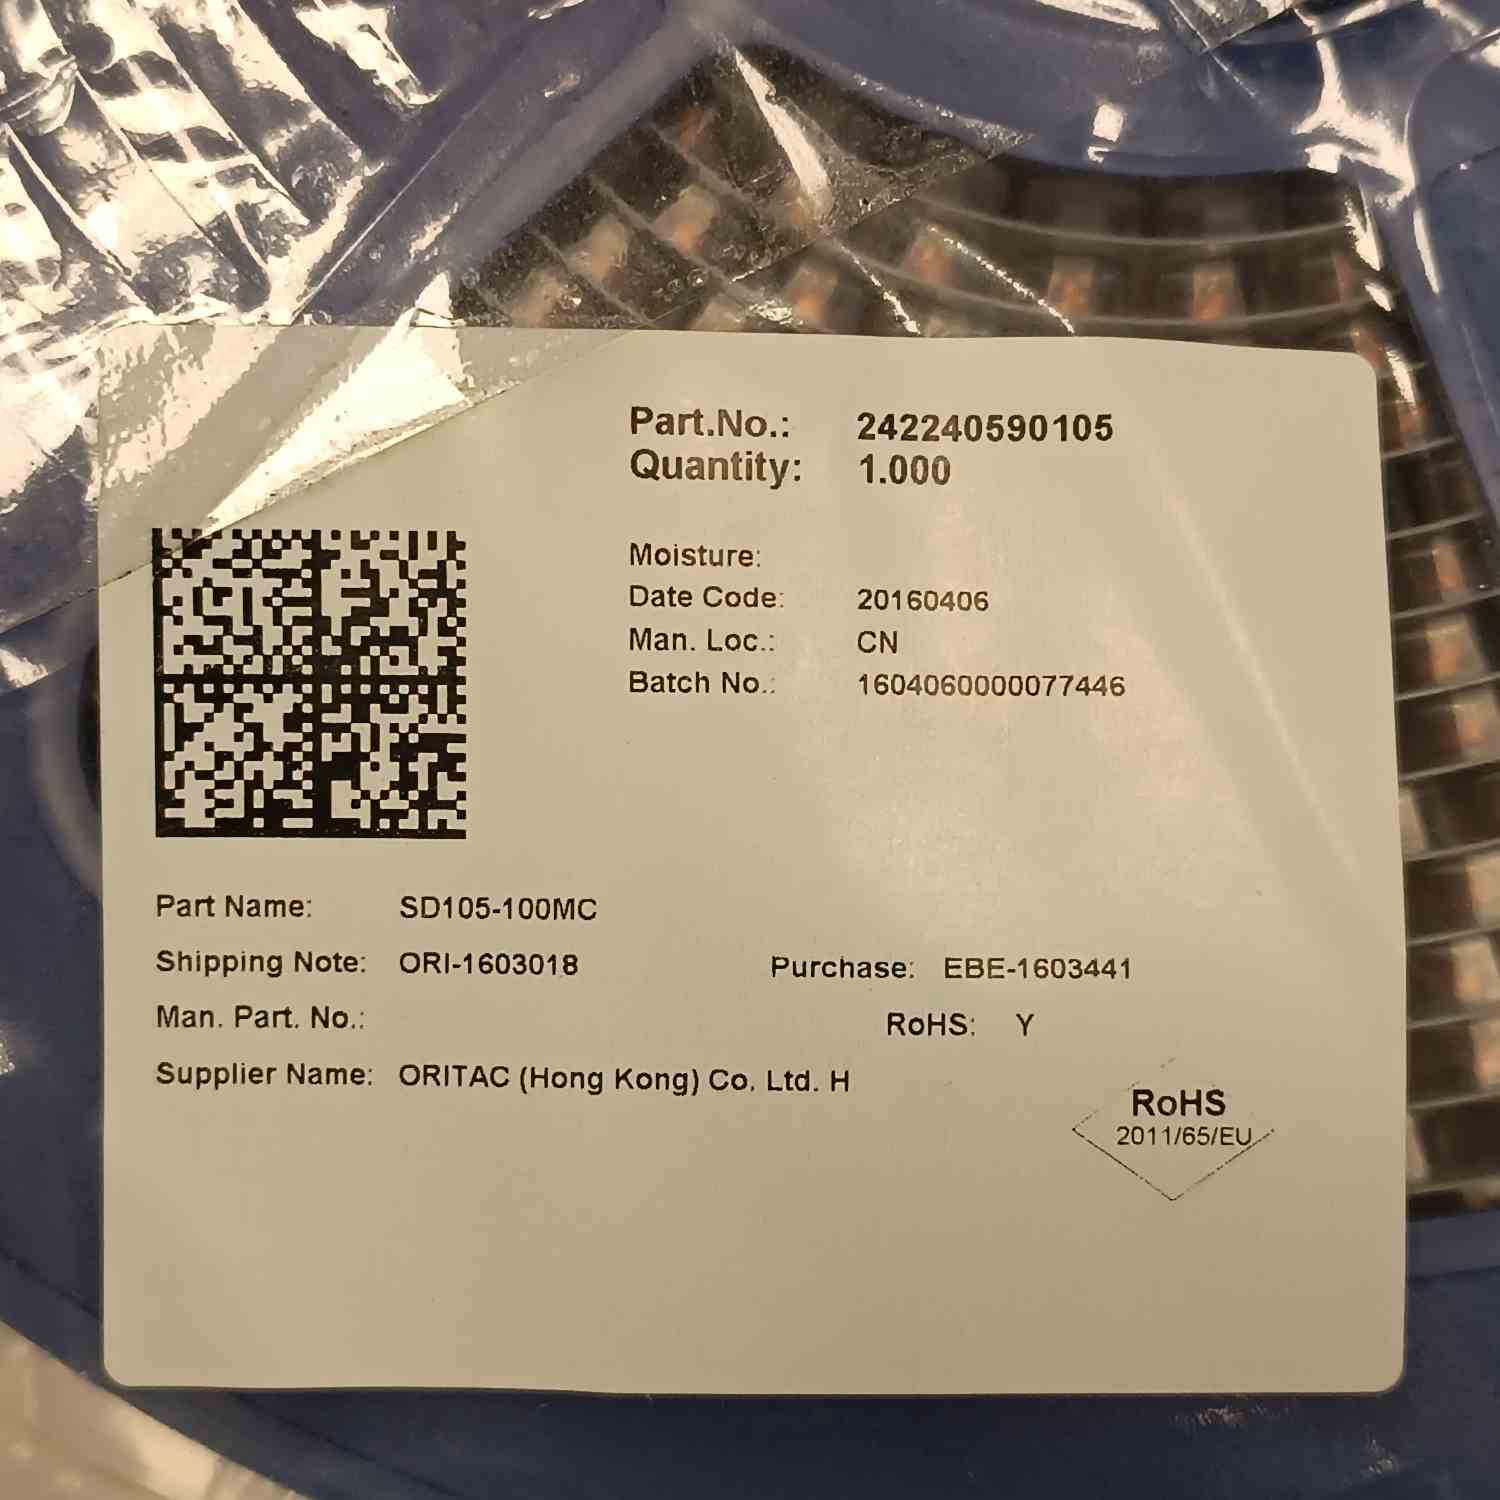 Part.No.: 242240590105
Quantity: 1.000
Moisture:
Date Code: 20160406
Man. Loc.: CN
Batch No.: 1604060000077446
Part Name: SD105-100MC
Shipping Note: ORI-1603018 Purchase: EBE-1603441
Man. Part. No.: RoHS: Y
Supplier Name: ORITAC (Hong Kong) Co. Ltd. H
RoHS
2011/65/EU